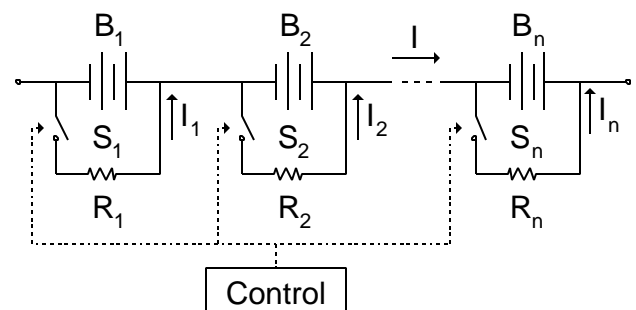 B1 B2 I Bn
S1 I1 S2 I2 Sn In
R1 R2 Rn
Control